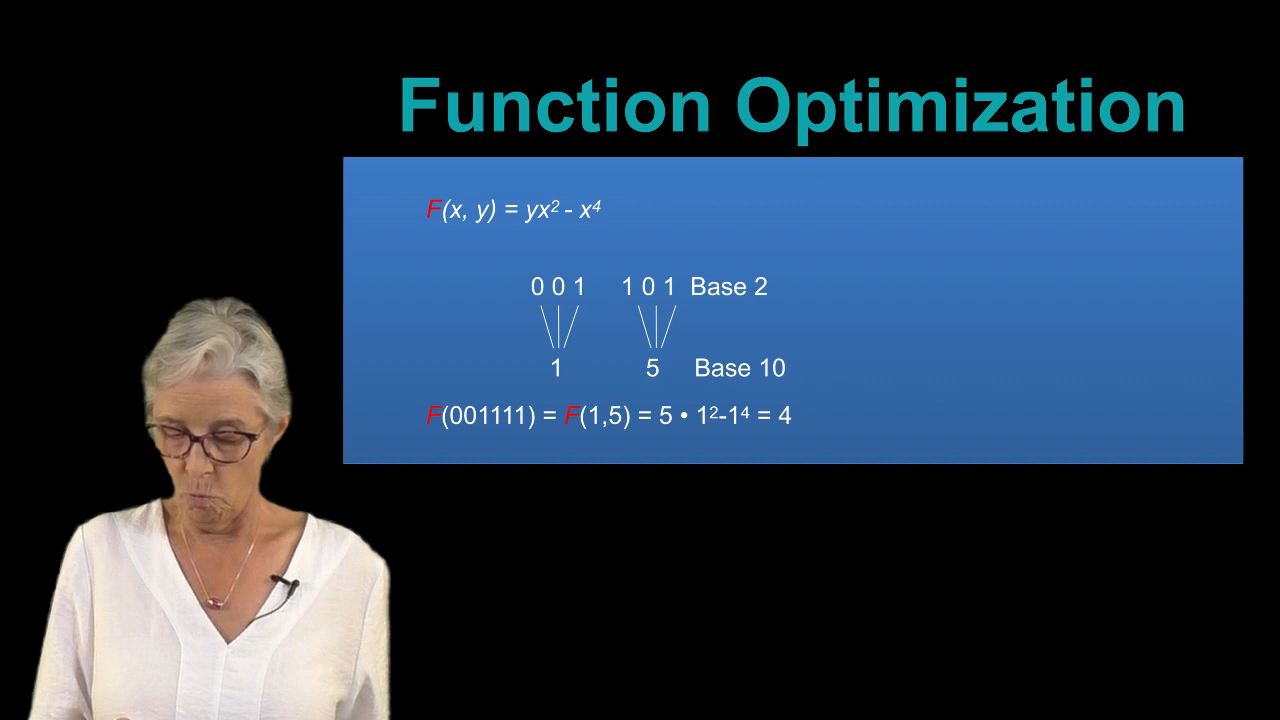 Function Optimization
F(x, y) = yx² - x⁴
0 0 1 1 0 1 Base 2
1 5 Base 10
F(001111) = F(1,5) = 5 • 1²-1⁴ = 4